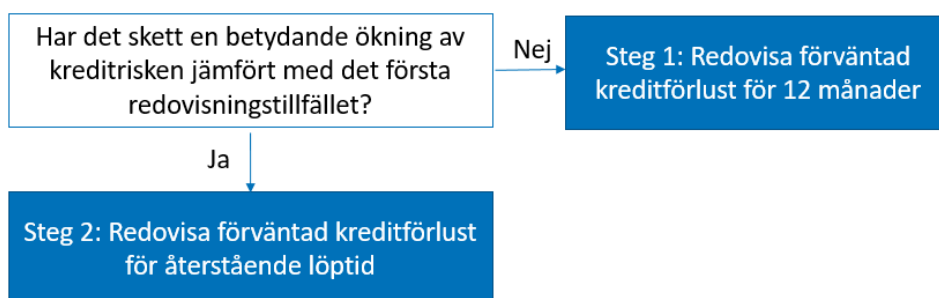 Har det skett en betydande ökning av
kreditrisken jämfört med det första
redovisningstillfället?
Nej
Steg 1: Redovisa förväntad
kreditförlust för 12 månader
Ja
Steg 2: Redovisa förväntad kreditförlust
för återstående löptid